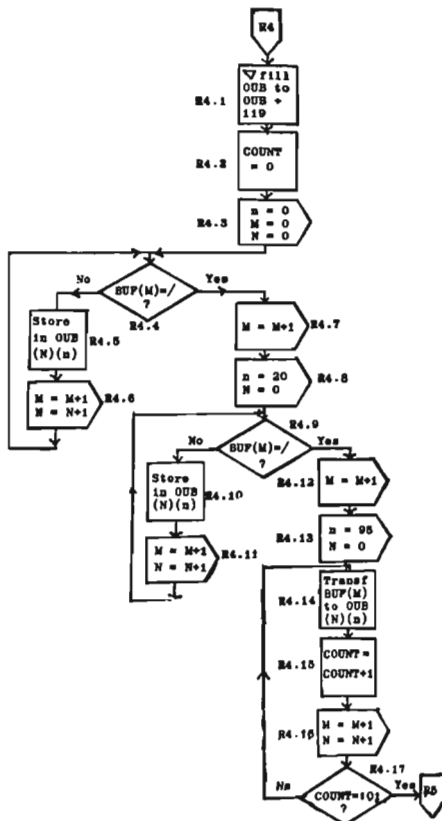 R4
▽ fill
OUB to
OUB +
119
R4.1
COUNT
= 0
R4.2
n = 0
M = 0
N = 0
R4.3
No
BUF(M)=/
?
Yes
R4.4
Store
in OUB
(N)(n)
R4.5
M = M+1
N = N+1
R4.6
M = M+1
R4.7
n = 20
N = 0
R4.8
R4.9
No
BUF(M)=/
?
Yes
Store
in OUB
(N)(n)
R4.10
M = M+1
N = N+1
R4.11
R4.12
M = M+1
R4.13
n = 95
N = 0
Transf
BUF(M)
to OUB
(N)(n)
R4.14
R4.15
COUNT=
COUNT+1
R4.16
M = M+1
N = N+1
R4.17
No
COUNT=10
?
Yes
R5